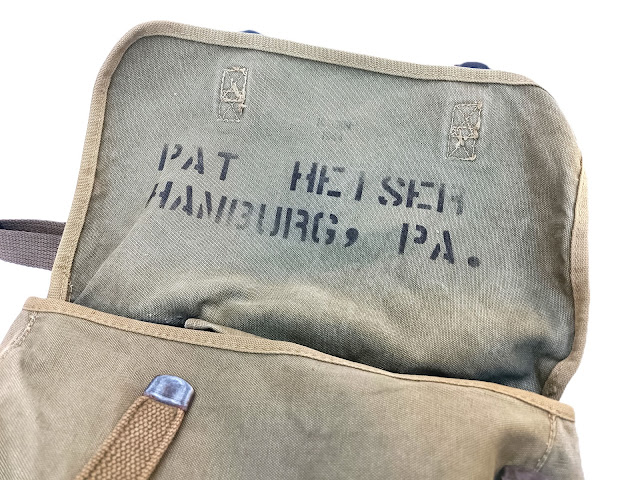 PAT HEISER
HAMBURG, PA.